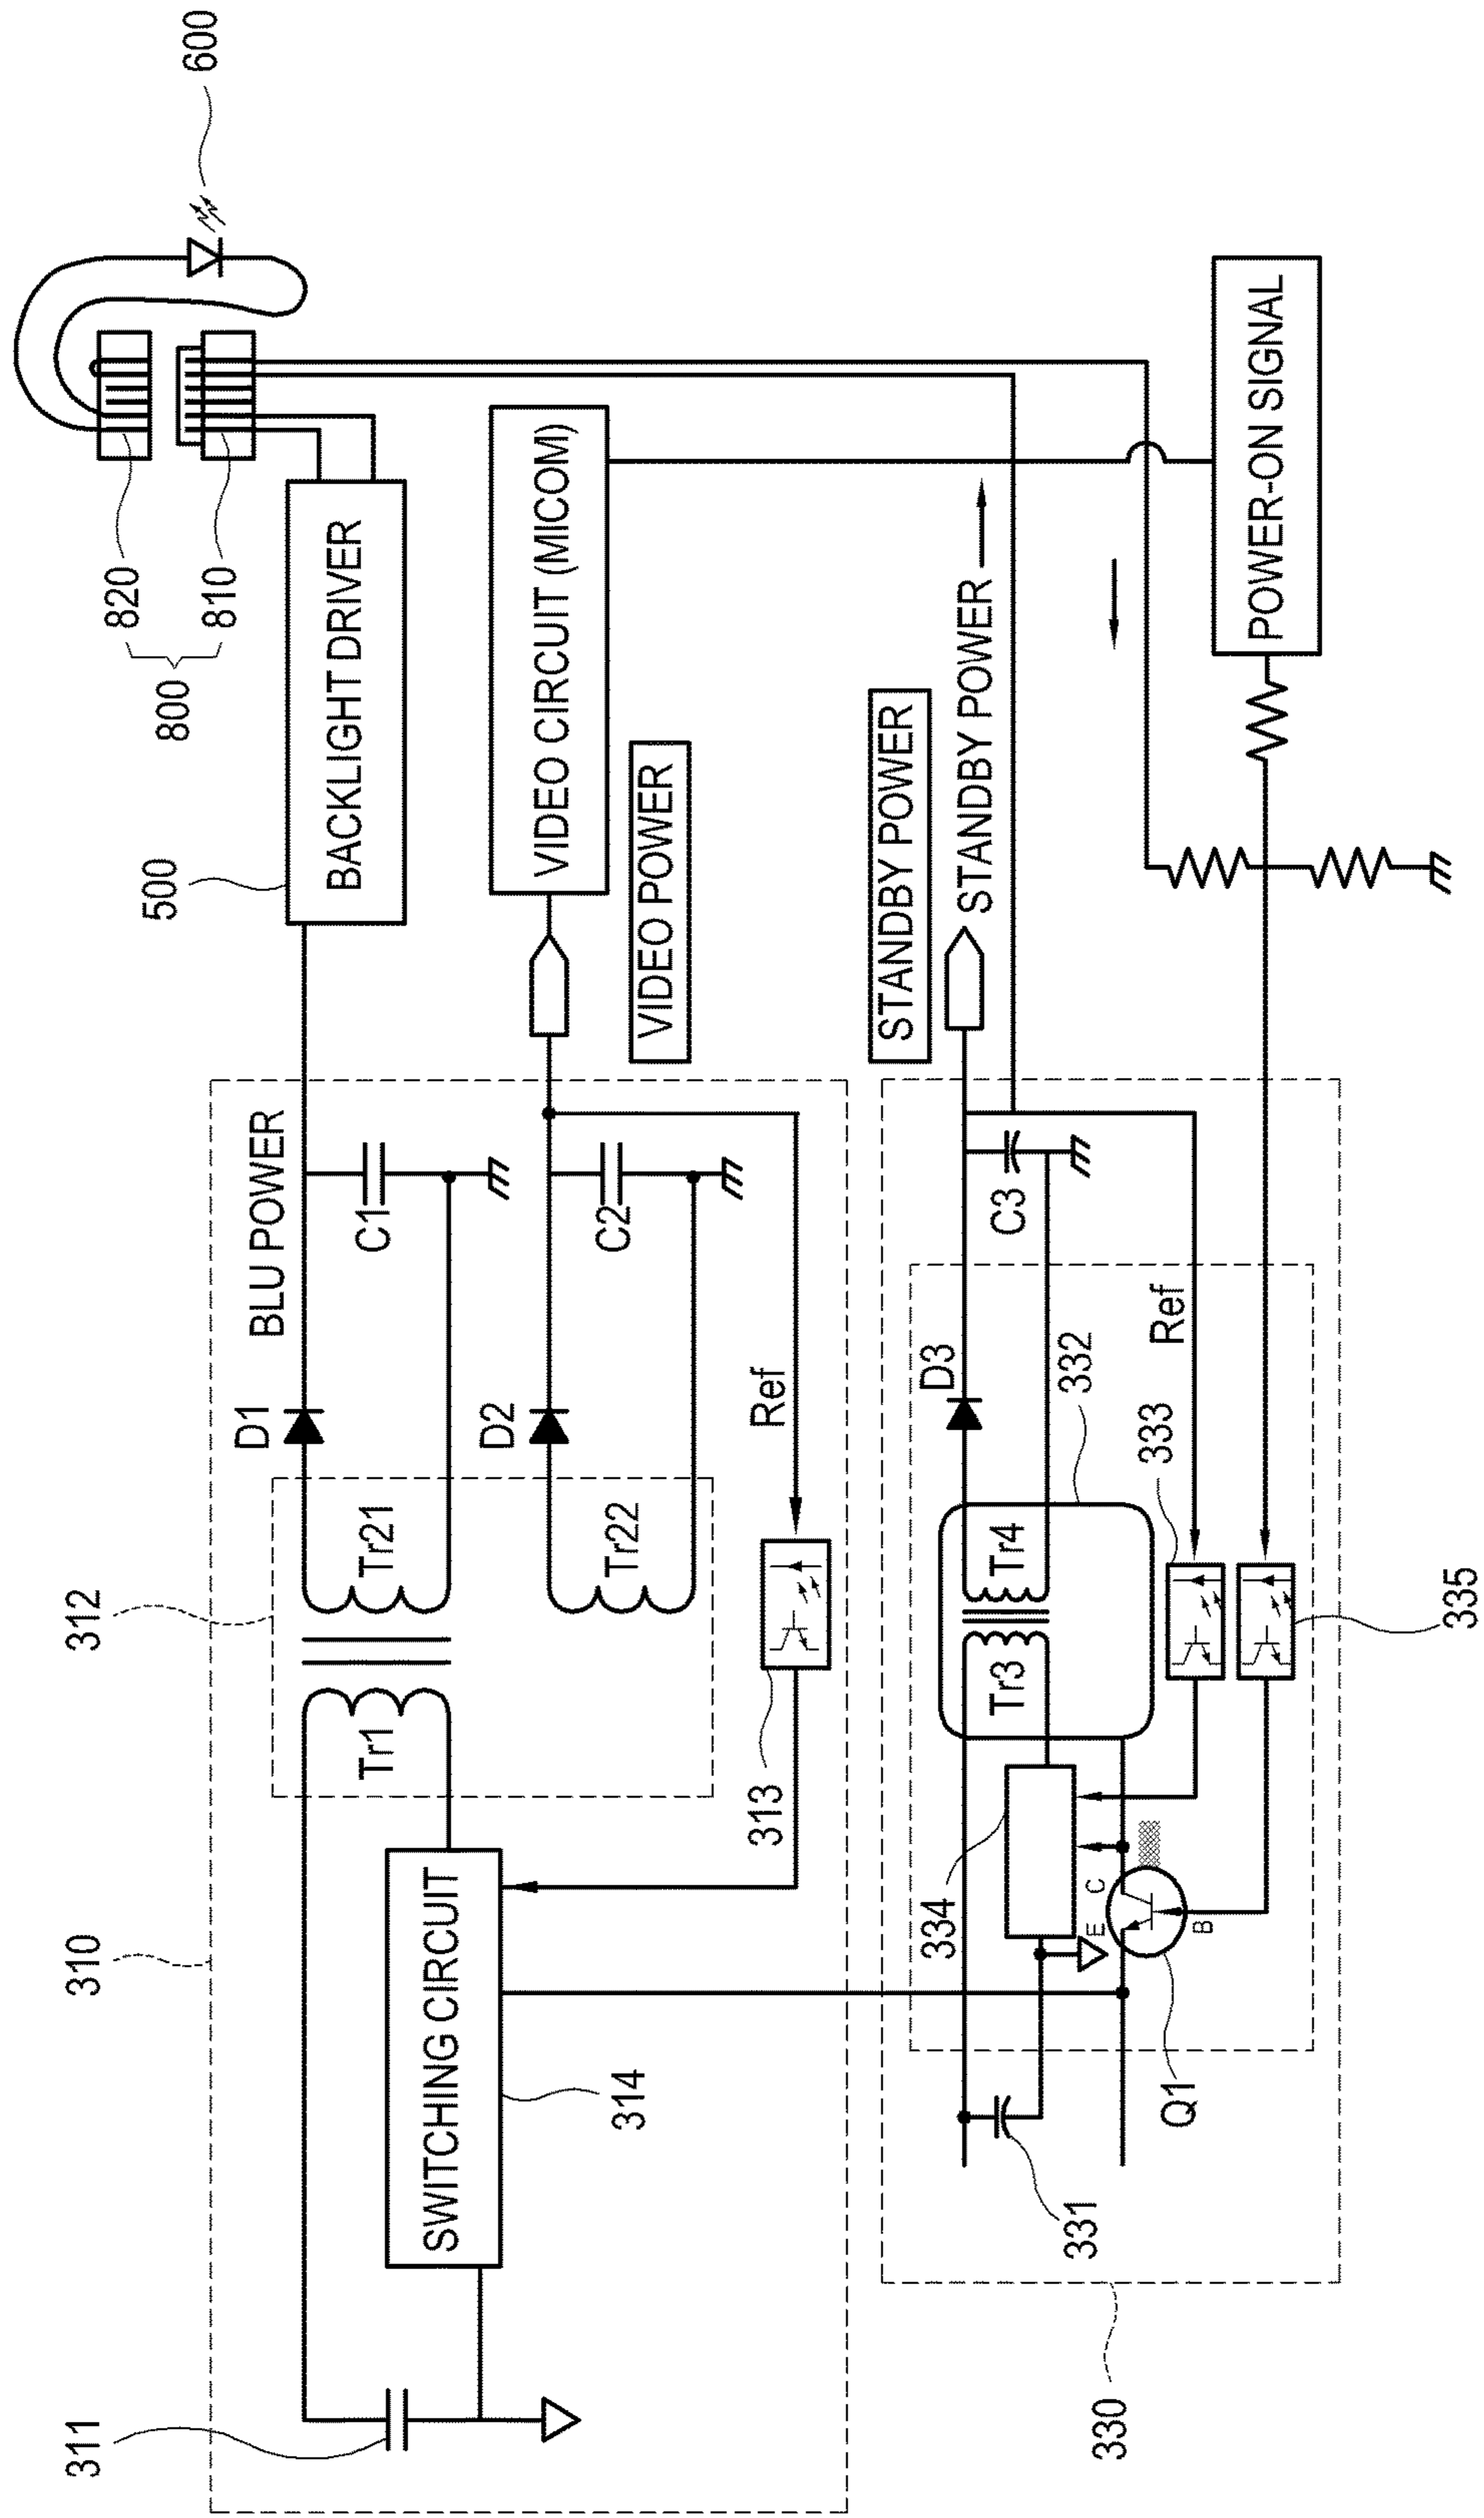 600
820
810
800
500
BACKLIGHT DRIVER
VIDEO CIRCUIT (MICOM)
VIDEO POWER
STANDBY POWER
STANDBY POWER
POWER-ON SIGNAL
BLU POWER
C1
C2
C3
D1
D2
D3
Ref
Ref
312
Tr21
Tr22
Tr1
313
332
333
335
Tr4
Tr3
334
310
SWITCHING CIRCUIT
314
C
E
B
Q1
331
311
330